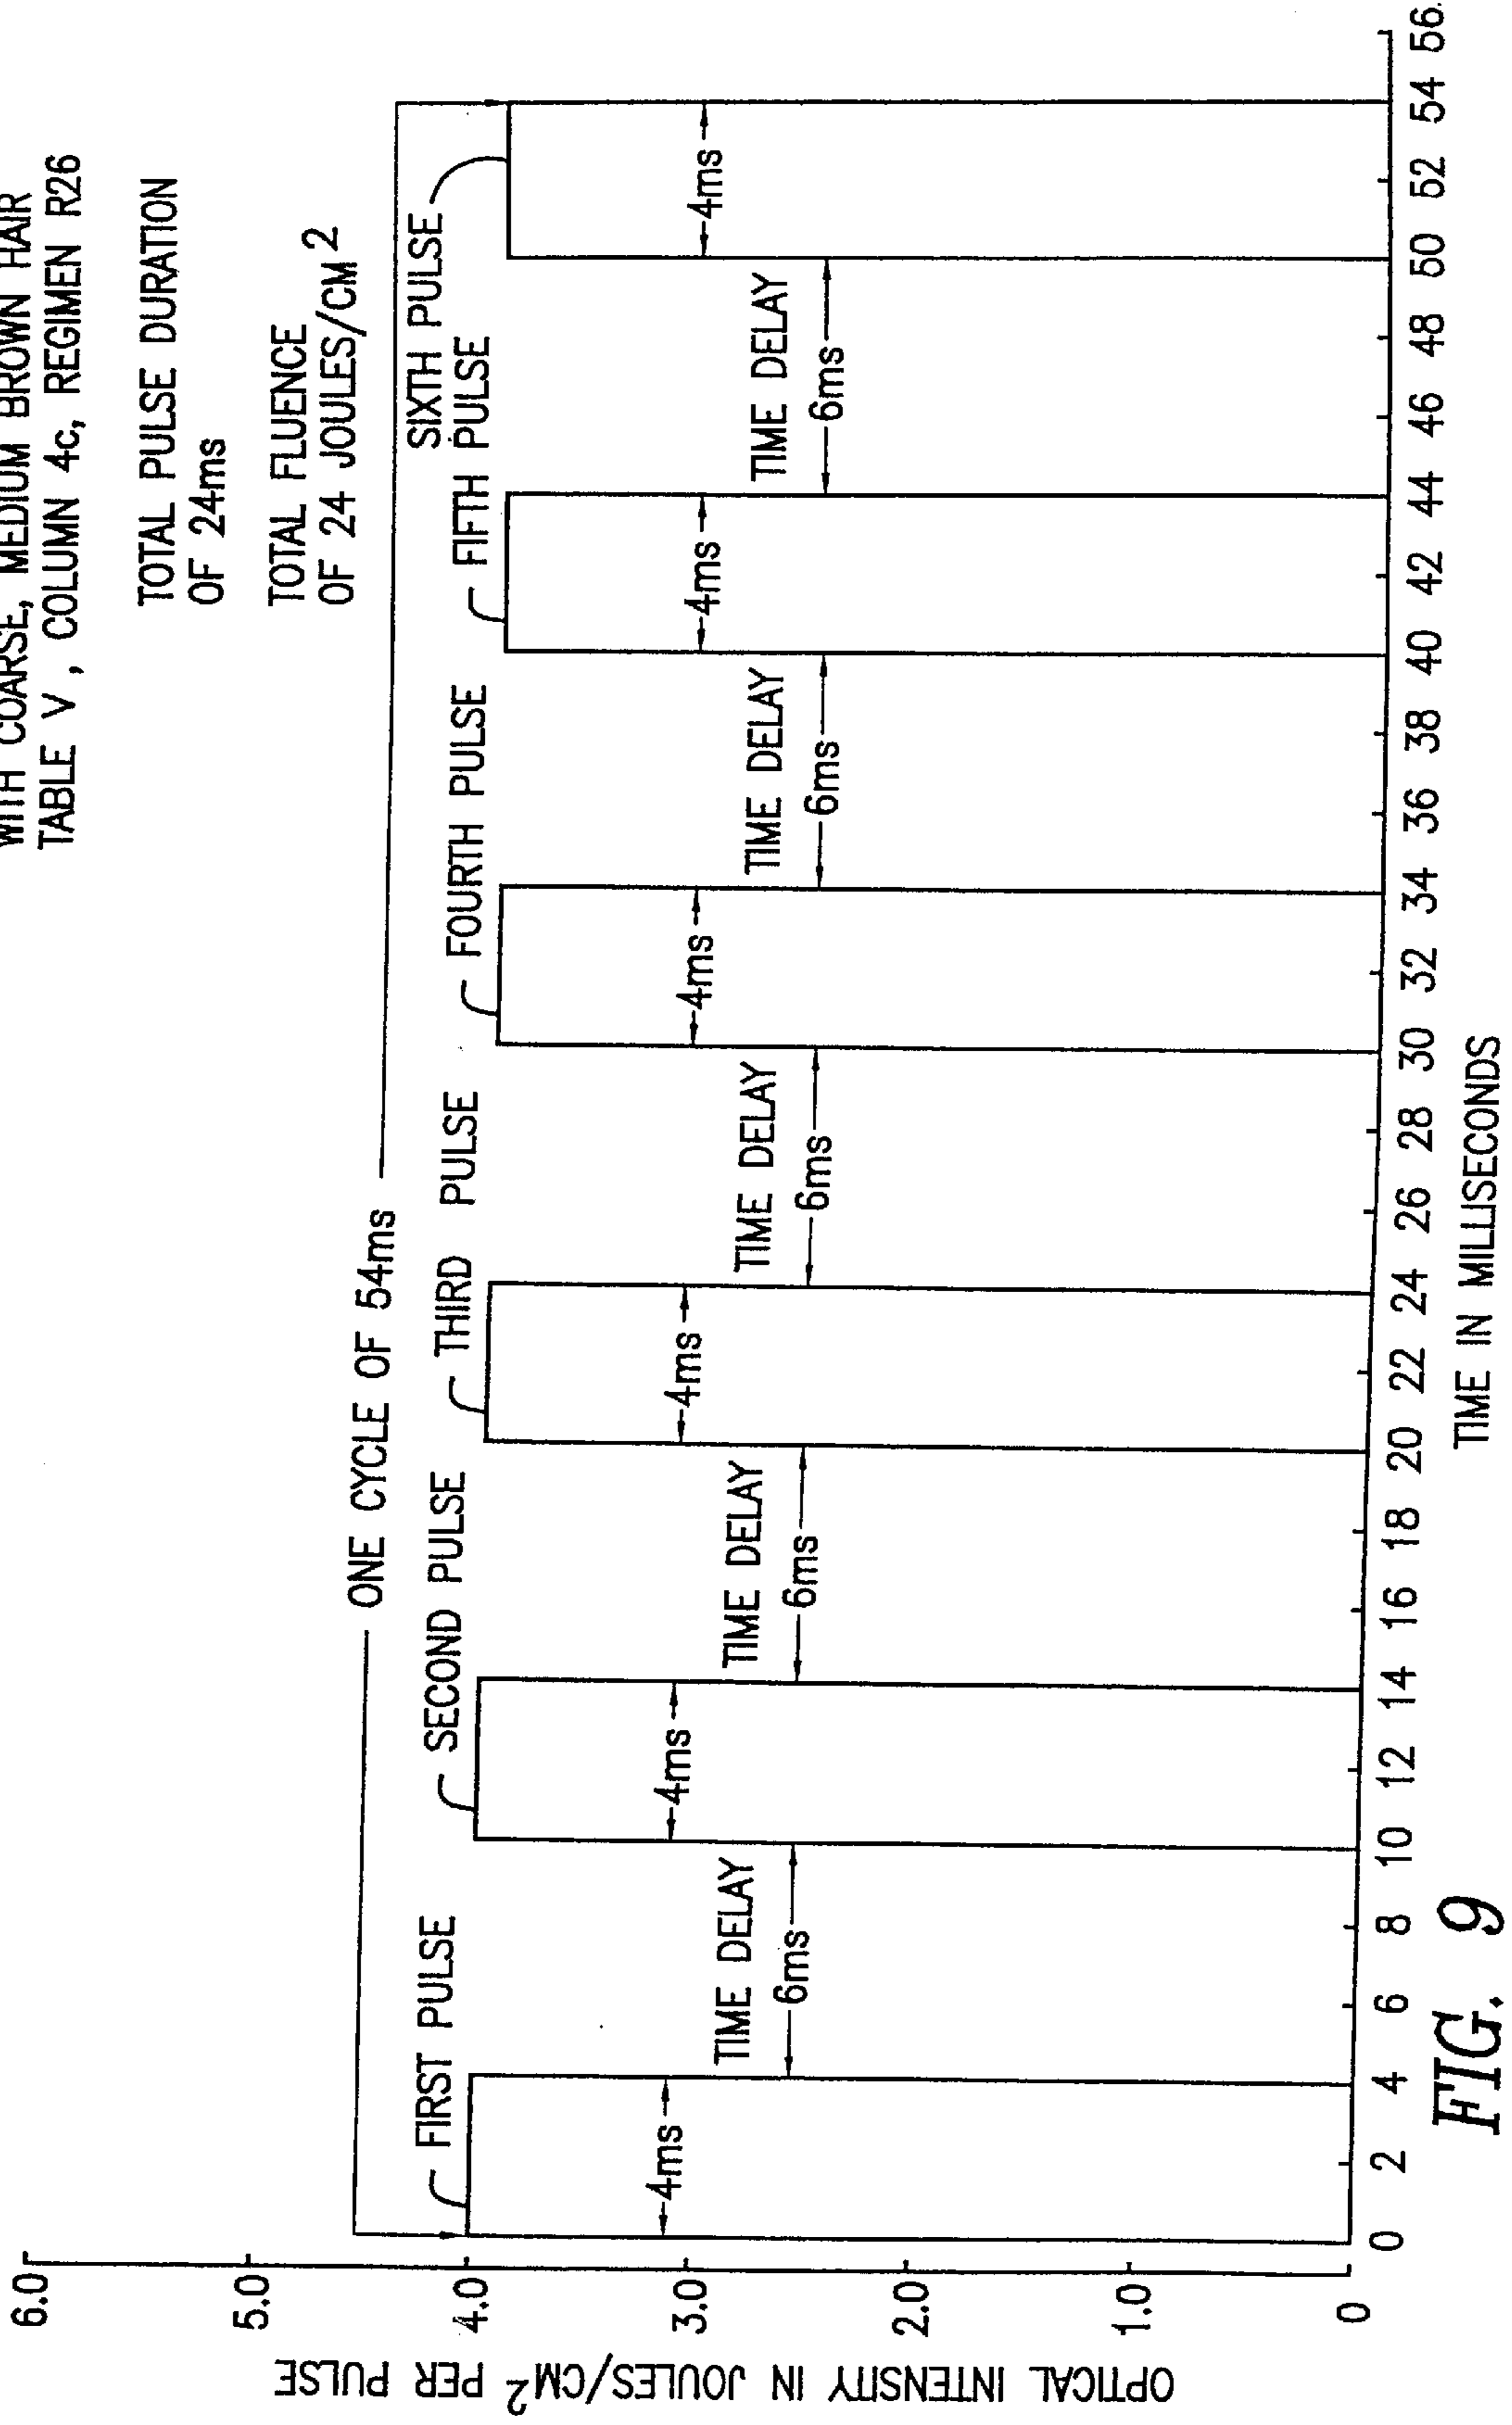 WITH COARSE, MEDIUM BROWN HAIR
TABLE V , COLUMN 4c, REGIMEN R26
TOTAL PULSE DURATION
OF 24ms
TOTAL FLUENCE
OF 24 JOULES/CM 2
ONE CYCLE OF 54ms
FIRST PULSE
SECOND PULSE
THIRD PULSE
FOURTH PULSE
FIFTH PULSE
SIXTH PULSE
4ms
4ms
4ms
4ms
4ms
4ms
TIME DELAY
6ms
TIME DELAY
6ms
TIME DELAY
6ms
TIME DELAY
6ms
TIME DELAY
6ms
OPTICAL INTENSITY IN JOULES/CM2 PER PULSE
6.0
5.0
4.0
3.0
2.0
1.0
0
0 2 4 6 8 10 12 14 16 18 20 22 24 26 28 30 32 34 36 38 40 42 44 46 48 50 52 54 56.
TIME IN MILLISECONDS
FIG. 9